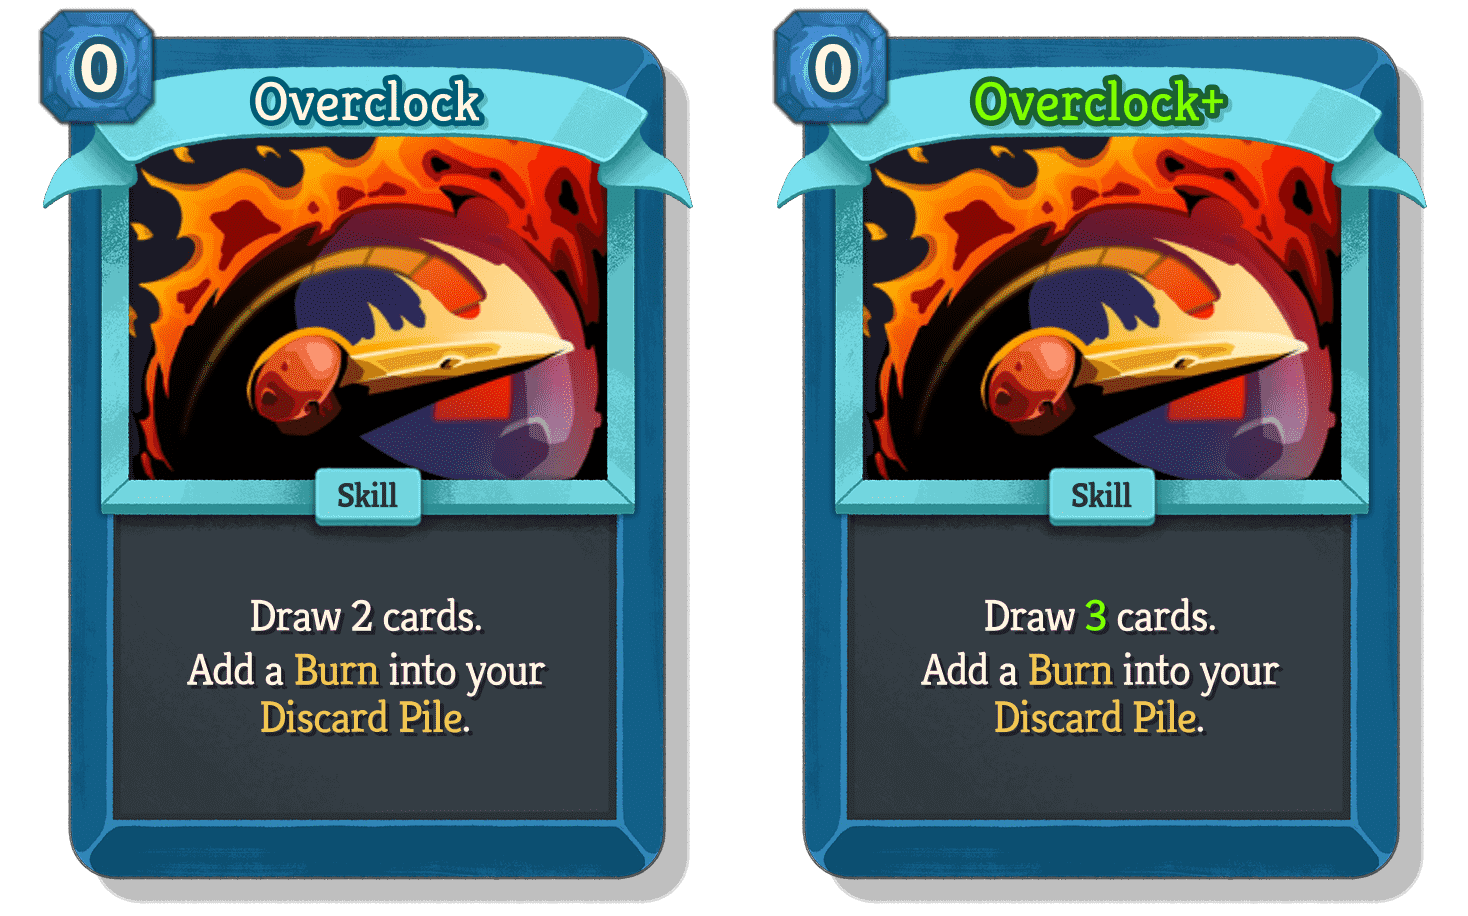 0
Overclock
Skill
Draw 2 cards.
Add a Burn into your
Discard Pile.
0
Overclock+
Skill
Draw 3 cards.
Add a Burn into your
Discard Pile.